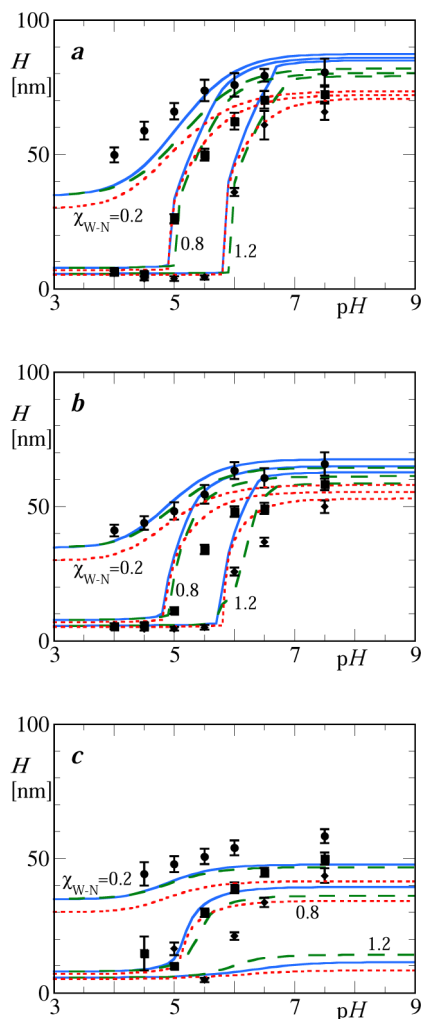 100 a
H
[nm]
50
χW-N=0.2
0.8
1.2
0
3 5 7 pH 9
100 b
H
[nm]
50
χW-N=0.2
0.8
1.2
0
3 5 7 pH 9
100 c
H
[nm]
50
χW-N=0.2
0.8
1.2
0
3 5 7 9
pH